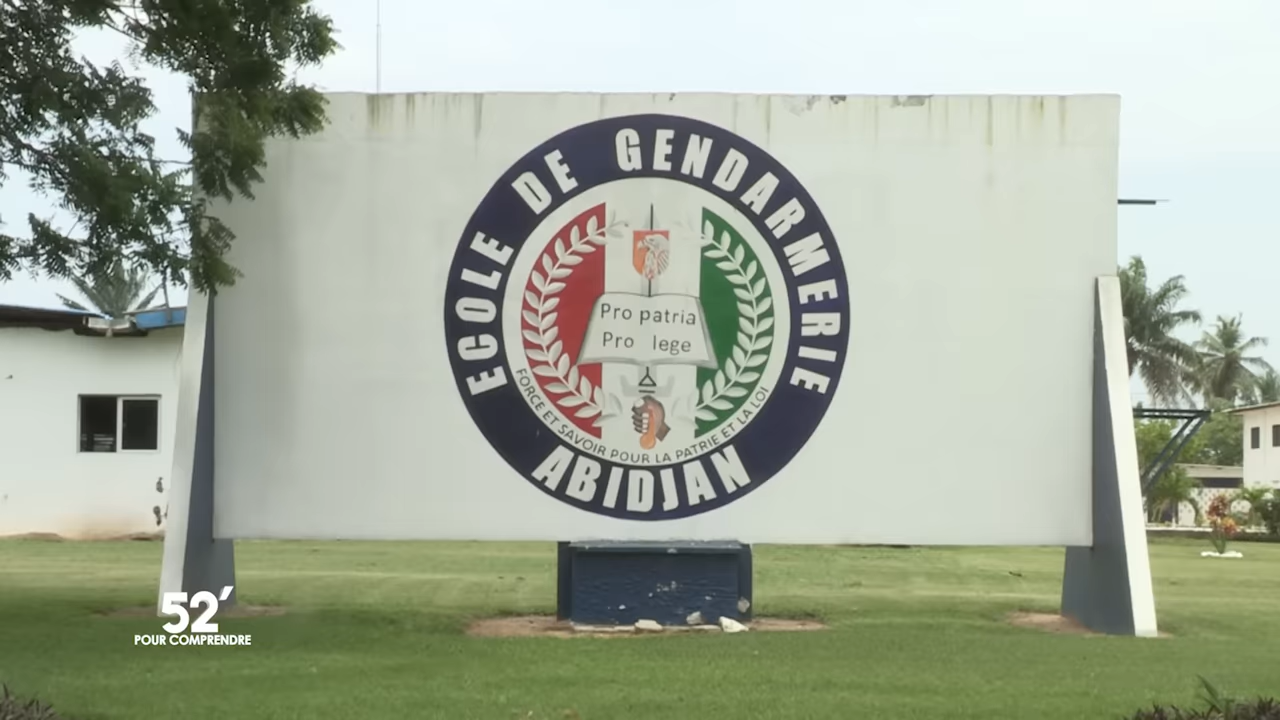 ECOLE DE GENDARMERIE
Pro patria
Pro lege
FORCE ET SAVOIR POUR LA PATRIE ET LA LOI
ABIDJAN
52’
POUR COMPRENDRE